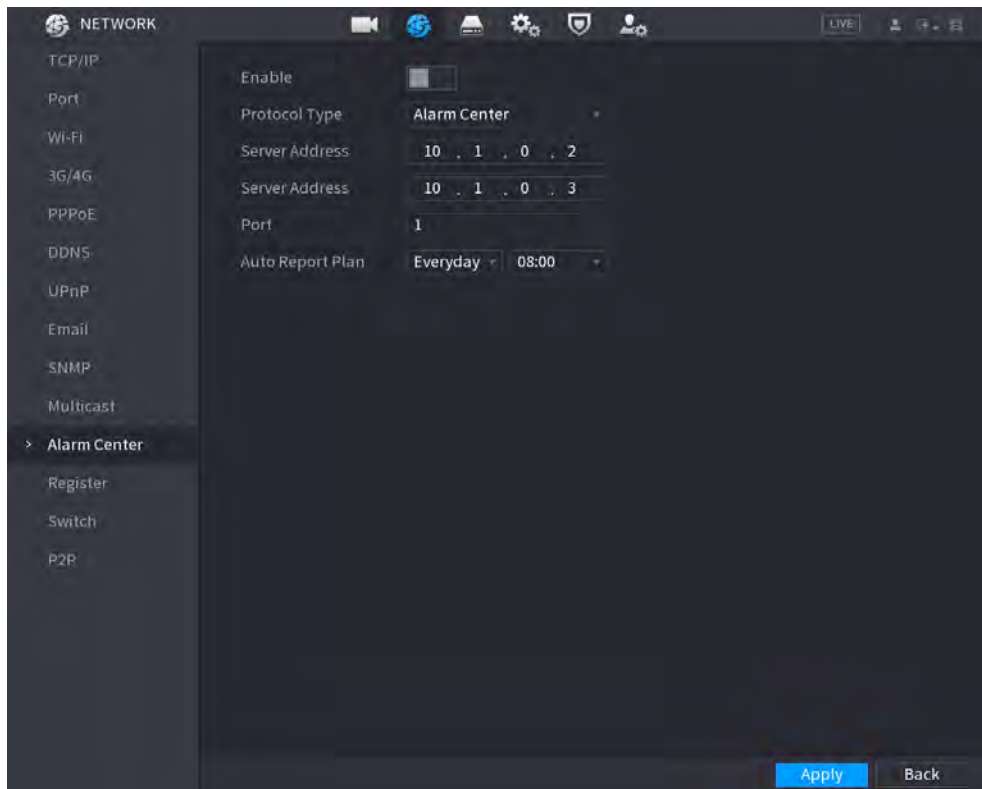 NETWORK
LIVE
TCP/IP
Port
Wi-Fi
3G/4G
PPPoE
DDNS
UPnP
Email
SNMP
Multicast
> Alarm Center
Register
Switch
P2P
Enable
Protocol Type Alarm Center
Server Address 10 . 1 . 0 . 2
Server Address 10 . 1 . 0 . 3
Port 1
Auto Report Plan Everyday 08:00
Apply Back